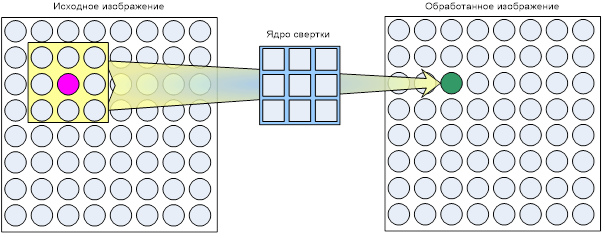 Исходное изображение
Ядро свертки
Обработанное изображение